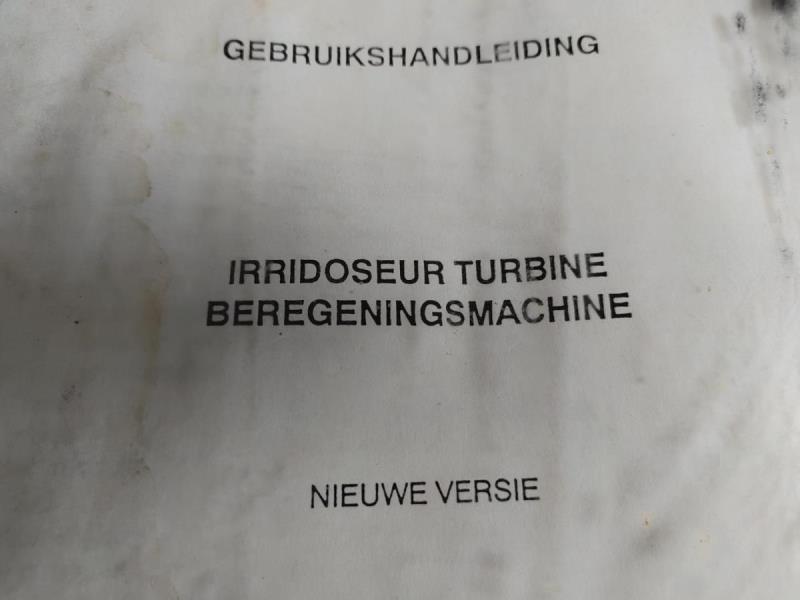 GEBRUIKSHANDLEIDING
IRRIDOSEUR TURBINE
BEREGENINGSMACHINE
NIEUWE VERSIE